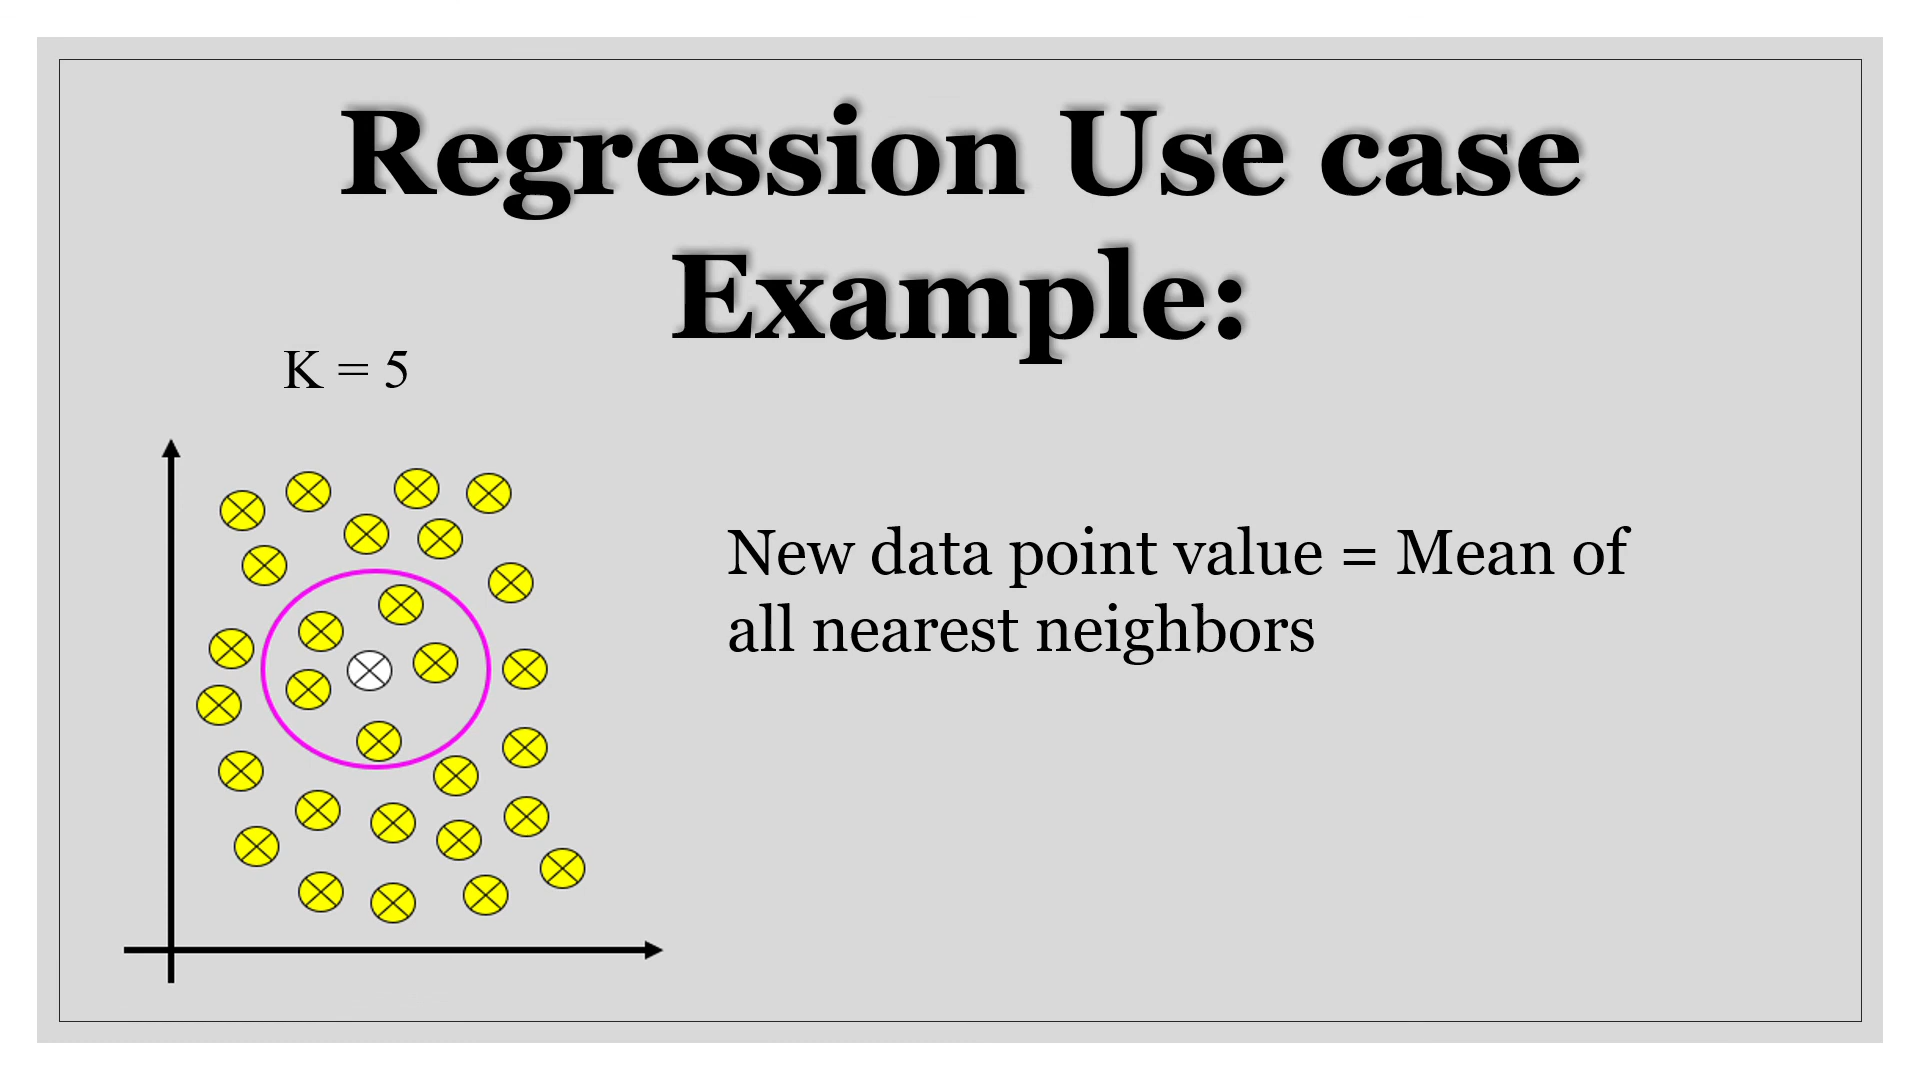 Regression Use case
Example:
K = 5
New data point value = Mean of
all nearest neighbors